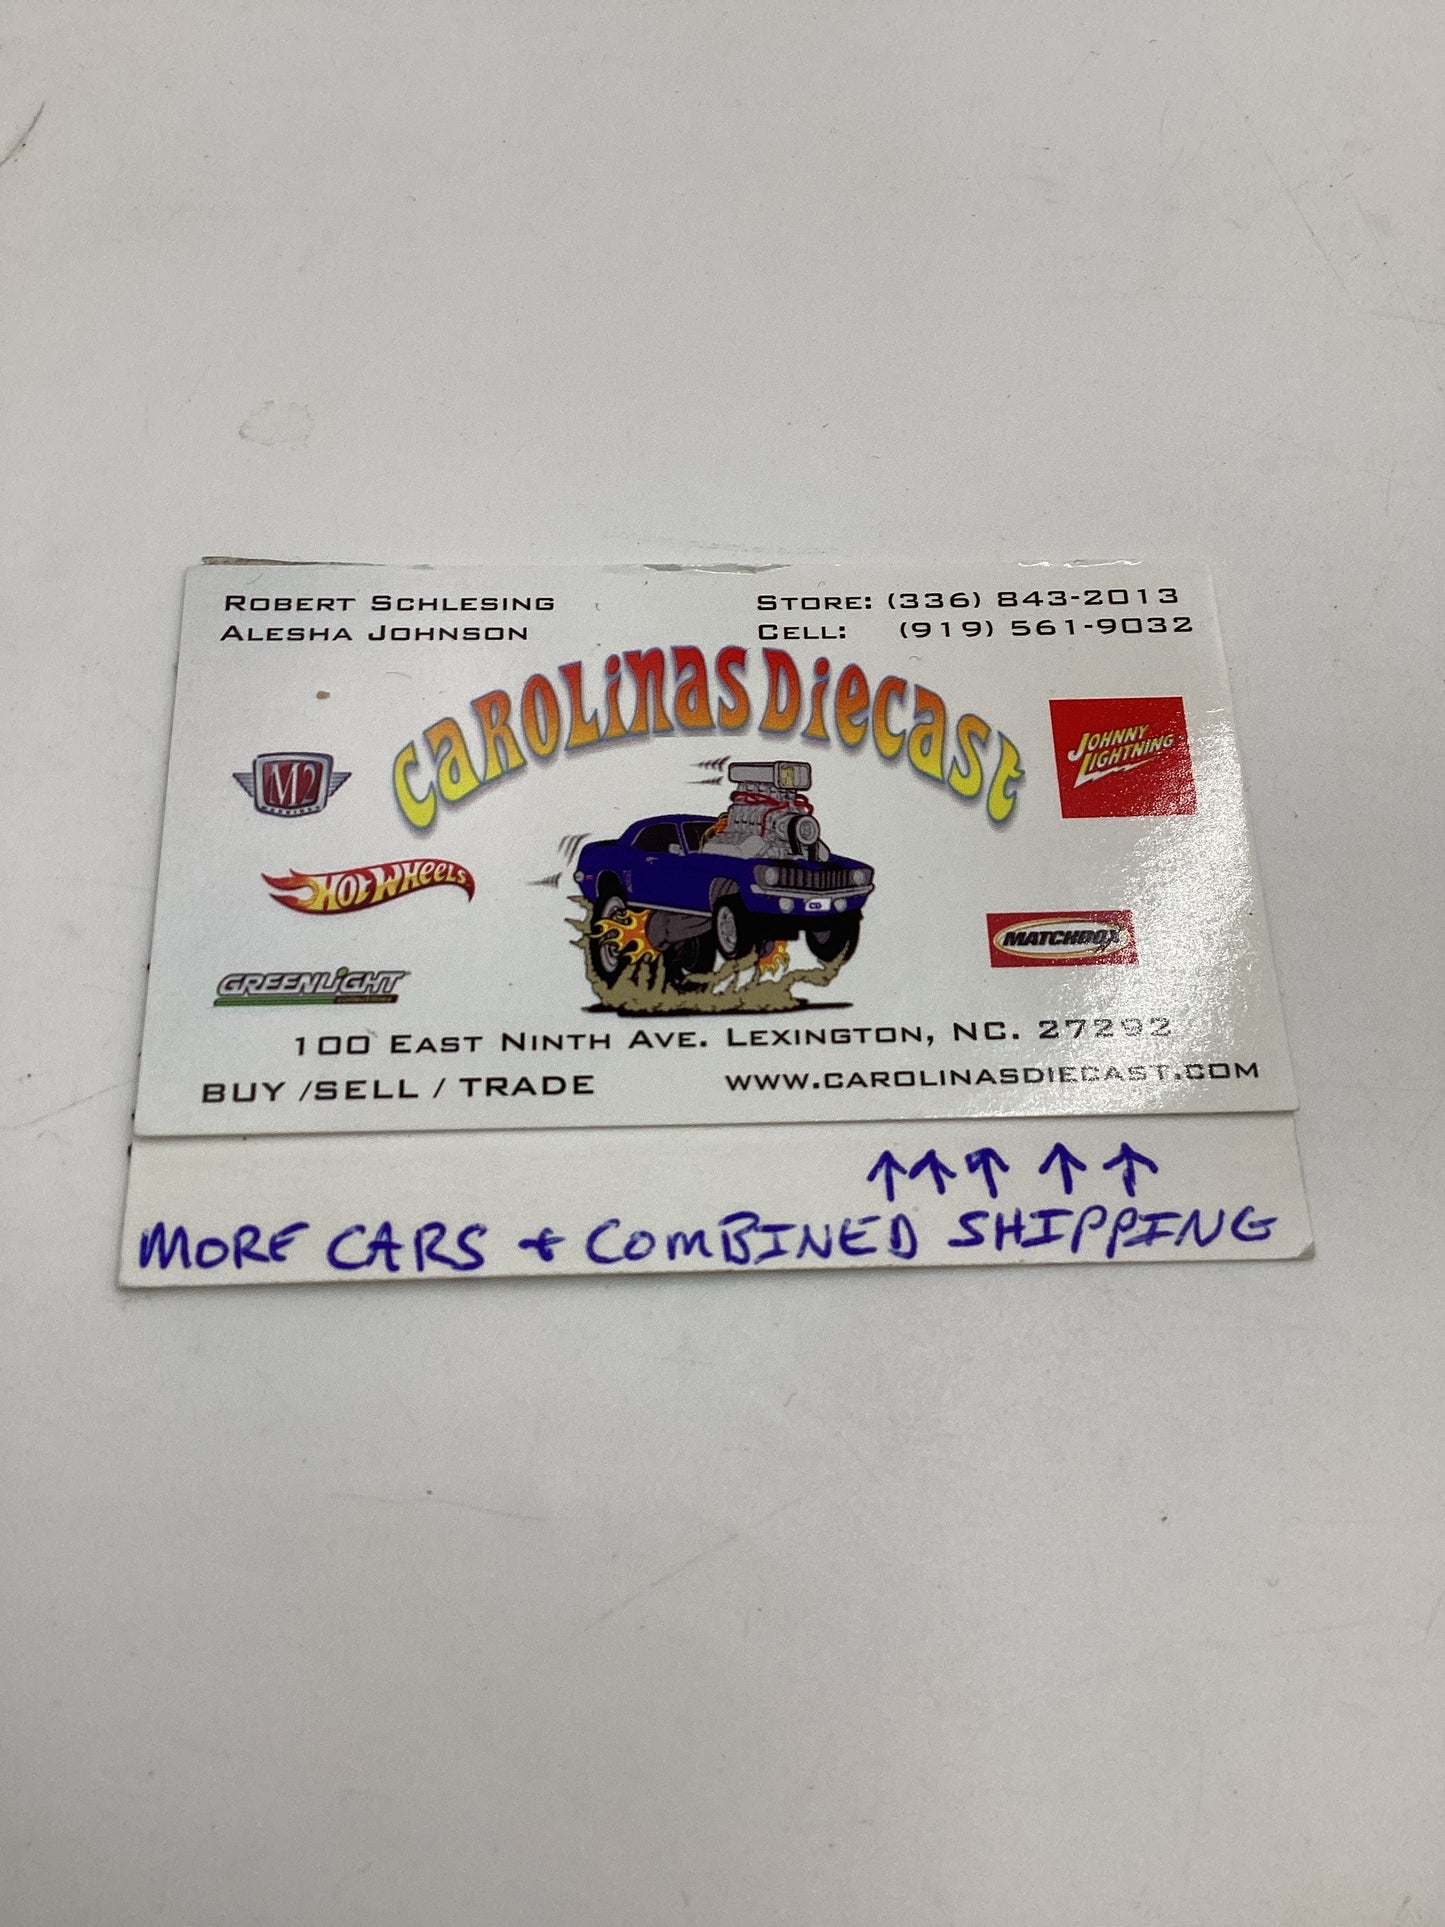 ROBERT SCHLESING
ALESHA JOHNSON
STORE: (336) 843-2013
CELL: (919) 561-9032
CAROLINAS DIECAST
M2
MACHINES
JOHNNY LIGHTNING
HOT WHEELS
MATCHBOX
GREENLIGHT
collectibles
100 EAST NINTH AVE. LEXINGTON, NC. 27292
BUY /SELL / TRADE
WWW.CAROLINASDIECAST.COM
↑ ↑ ↑ ↑ ↑
MORE CARS + COMBINED SHIPPING